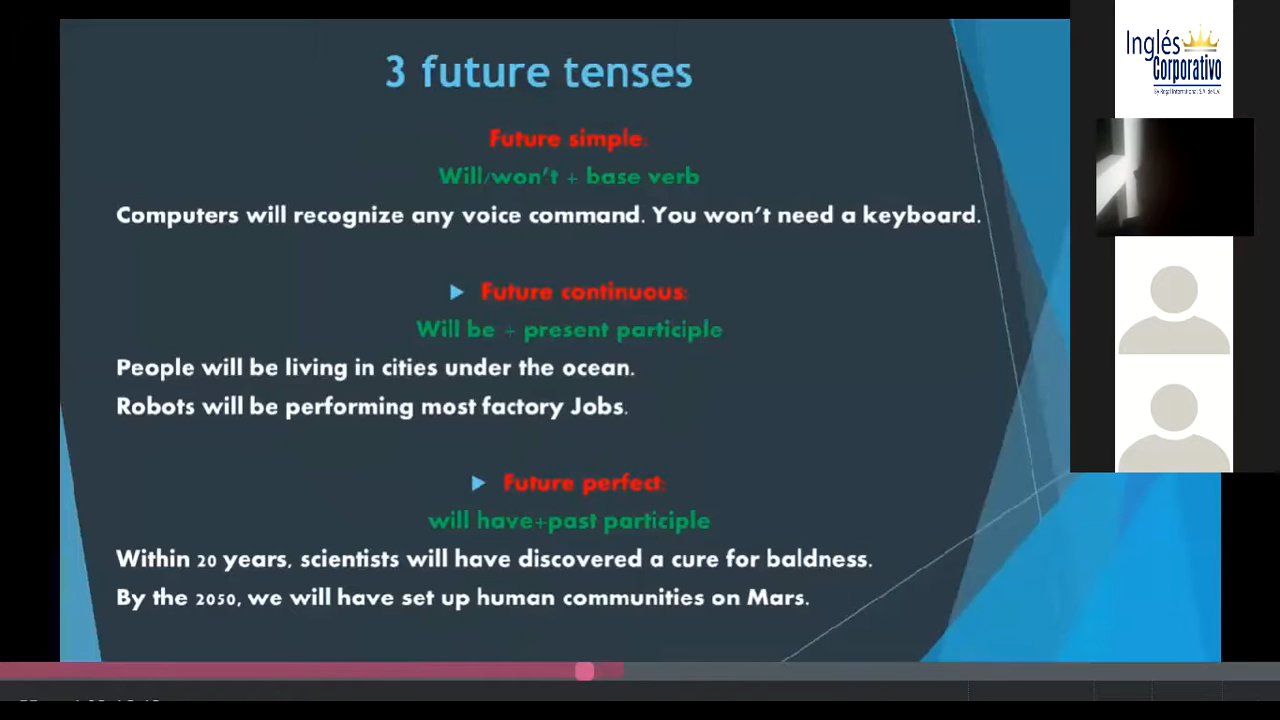 3 future tenses
Future simple:
Will/won't + base verb
Computers will recognize any voice command. You won't need a keyboard.
Future continuous:
Will be + present participle
People will be living in cities under the ocean.
Robots will be performing most factory Jobs.
Future perfect:
will have+past participle
Within 20 years, scientists will have discovered a cure for baldness.
By the 2050, we will have set up human communities on Mars.
Inglés
Corporativo